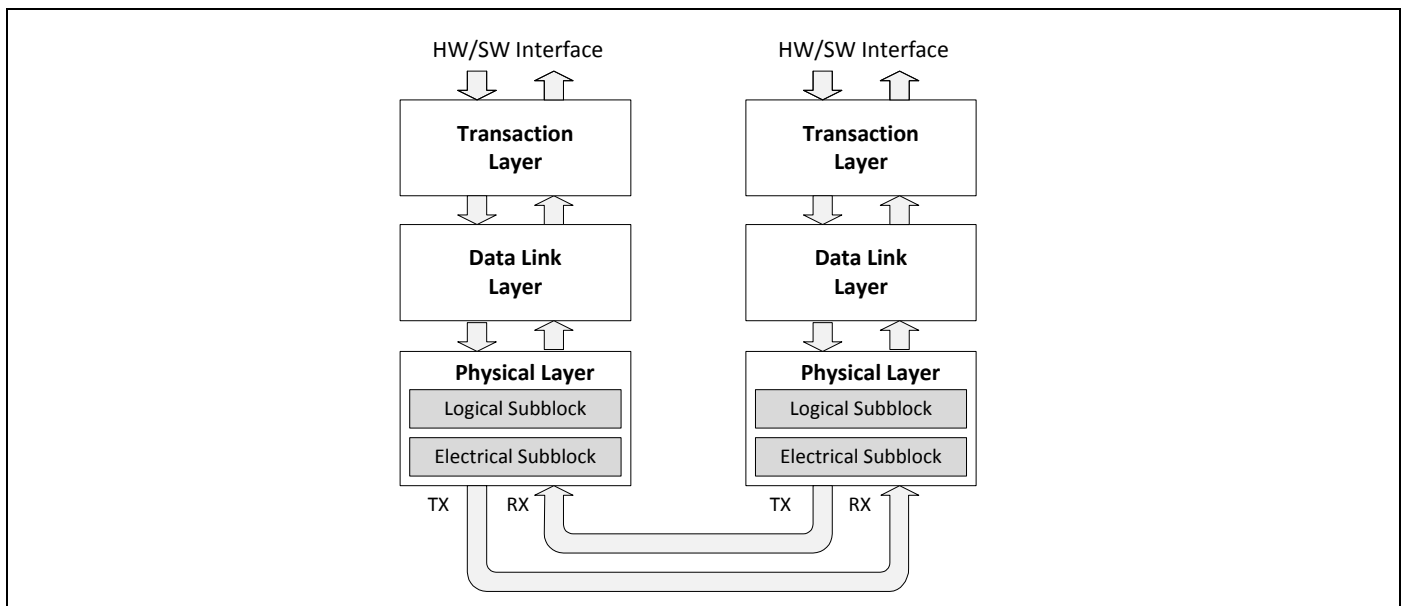 HW/SW Interface
Transaction
Layer
Data Link
Layer
Physical Layer
Logical Subblock
Electrical Subblock
TX
RX
HW/SW Interface
Transaction
Layer
Data Link
Layer
Physical Layer
Logical Subblock
Electrical Subblock
TX
RX